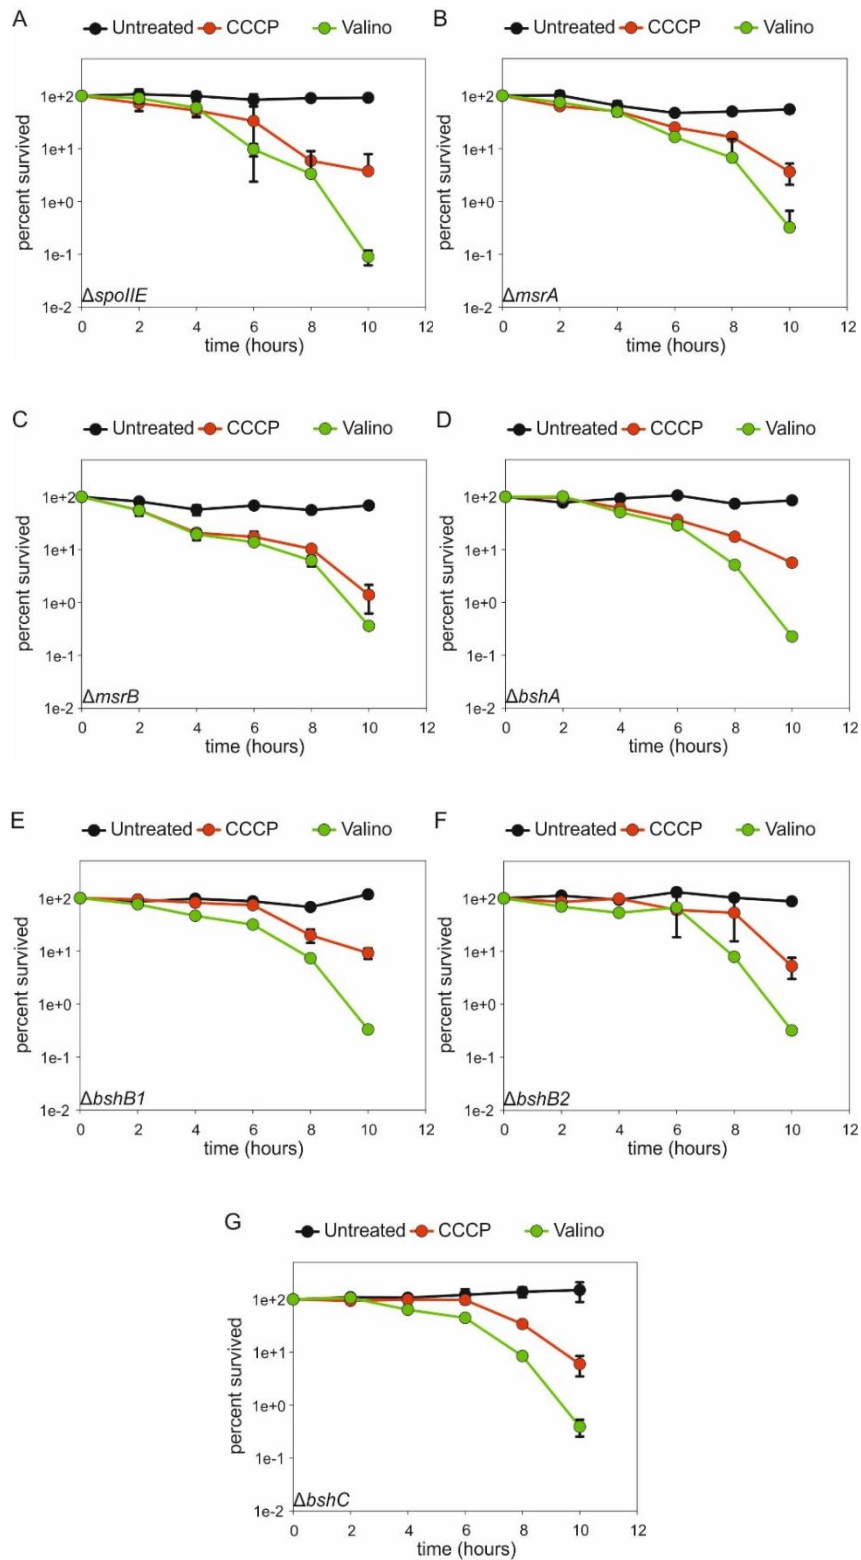 A
Untreated CCCP Valino
percent survived
1e+2
1e+1
1e+0
1e-1
1e-2
ΔspoIIE
0 2 4 6 8 10 12
time (hours)
B
Untreated CCCP Valino
percent survived
1e+2
1e+1
1e+0
1e-1
1e-2
ΔmsrA
0 2 4 6 8 10 12
time (hours)
C
Untreated CCCP Valino
percent survived
1e+2
1e+1
1e+0
1e-1
1e-2
ΔmsrB
0 2 4 6 8 10 12
time (hours)
D
Untreated CCCP Valino
percent survived
1e+2
1e+1
1e+0
1e-1
1e-2
ΔbshA
0 2 4 6 8 10 12
time (hours)
E
Untreated CCCP Valino
percent survived
1e+2
1e+1
1e+0
1e-1
1e-2
ΔbshB1
0 2 4 6 8 10 12
time (hours)
F
Untreated CCCP Valino
percent survived
1e+2
1e+1
1e+0
1e-1
1e-2
ΔbshB2
0 2 4 6 8 10 12
time (hours)
G
Untreated CCCP Valino
percent survived
1e+2
1e+1
1e+0
1e-1
1e-2
ΔbshC
0 2 4 6 8 10 12
time (hours)